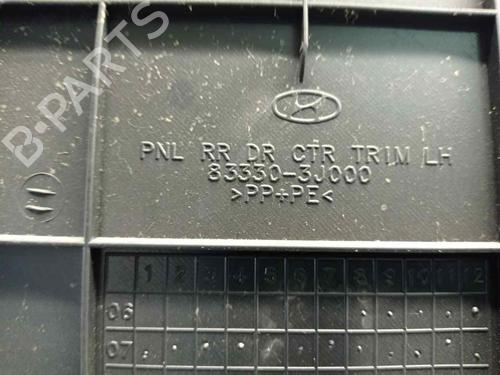 B-PARTS
PNL RR DR CTR TRIM LH
83330-3J000
>PP+PE<
1 2 3 4 5 6 7 8 9 10 11 12
06
07
B-PARTS